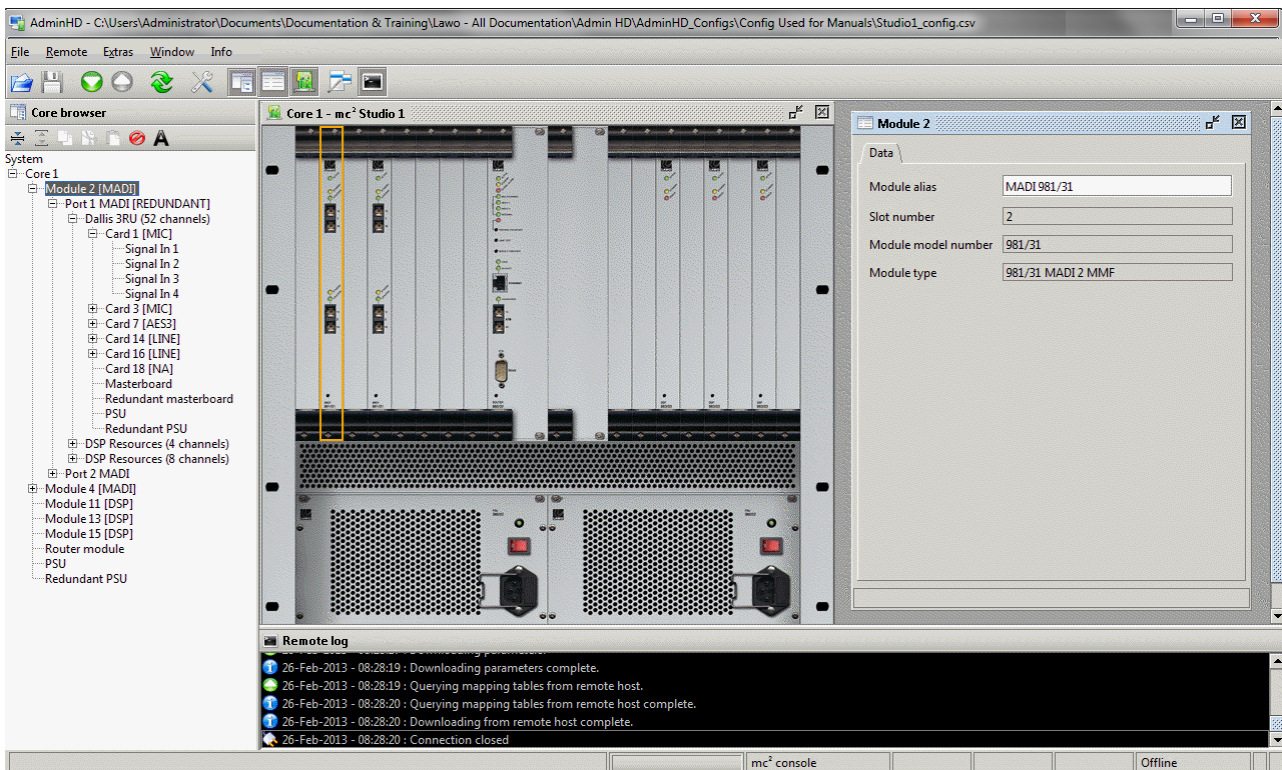 AdminHD - C:\Users\Administrator\Documents\Documentation & Training\Lawo - All Documentation\Admin HD\AdminHD_Configs\Config Used for Manuals\Studio1_config.csv
File Remote Extras Window Info
Core browser
System
Core 1
Module 2 [MADI]
Port 1 MADI [REDUNDANT]
Dallis 3RU (52 channels)
Card 1 [MIC]
Signal In 1
Signal In 2
Signal In 3
Signal In 4
Card 3 [MIC]
Card 7 [AES3]
Card 14 [LINE]
Card 16 [LINE]
Card 18 [NA]
Masterboard
Redundant masterboard
PSU
Redundant PSU
DSP Resources (4 channels)
DSP Resources (8 channels)
Port 2 MADI
Module 4 [MADI]
Module 11 [DSP]
Module 13 [DSP]
Module 15 [DSP]
Router module
PSU
Redundant PSU
Core 1 - mc² Studio 1
Module 2
Data
Module alias MADI 981/31
Slot number 2
Module model number 981/31
Module type 981/31 MADI 2 MMF
Remote log
26-Feb-2013 - 08:28:19 : Downloading parameters complete.
26-Feb-2013 - 08:28:19 : Querying mapping tables from remote host.
26-Feb-2013 - 08:28:20 : Querying mapping tables from remote host complete.
26-Feb-2013 - 08:28:20 : Downloading from remote host complete.
26-Feb-2013 - 08:28:20 : Connection closed
mc² console Offline